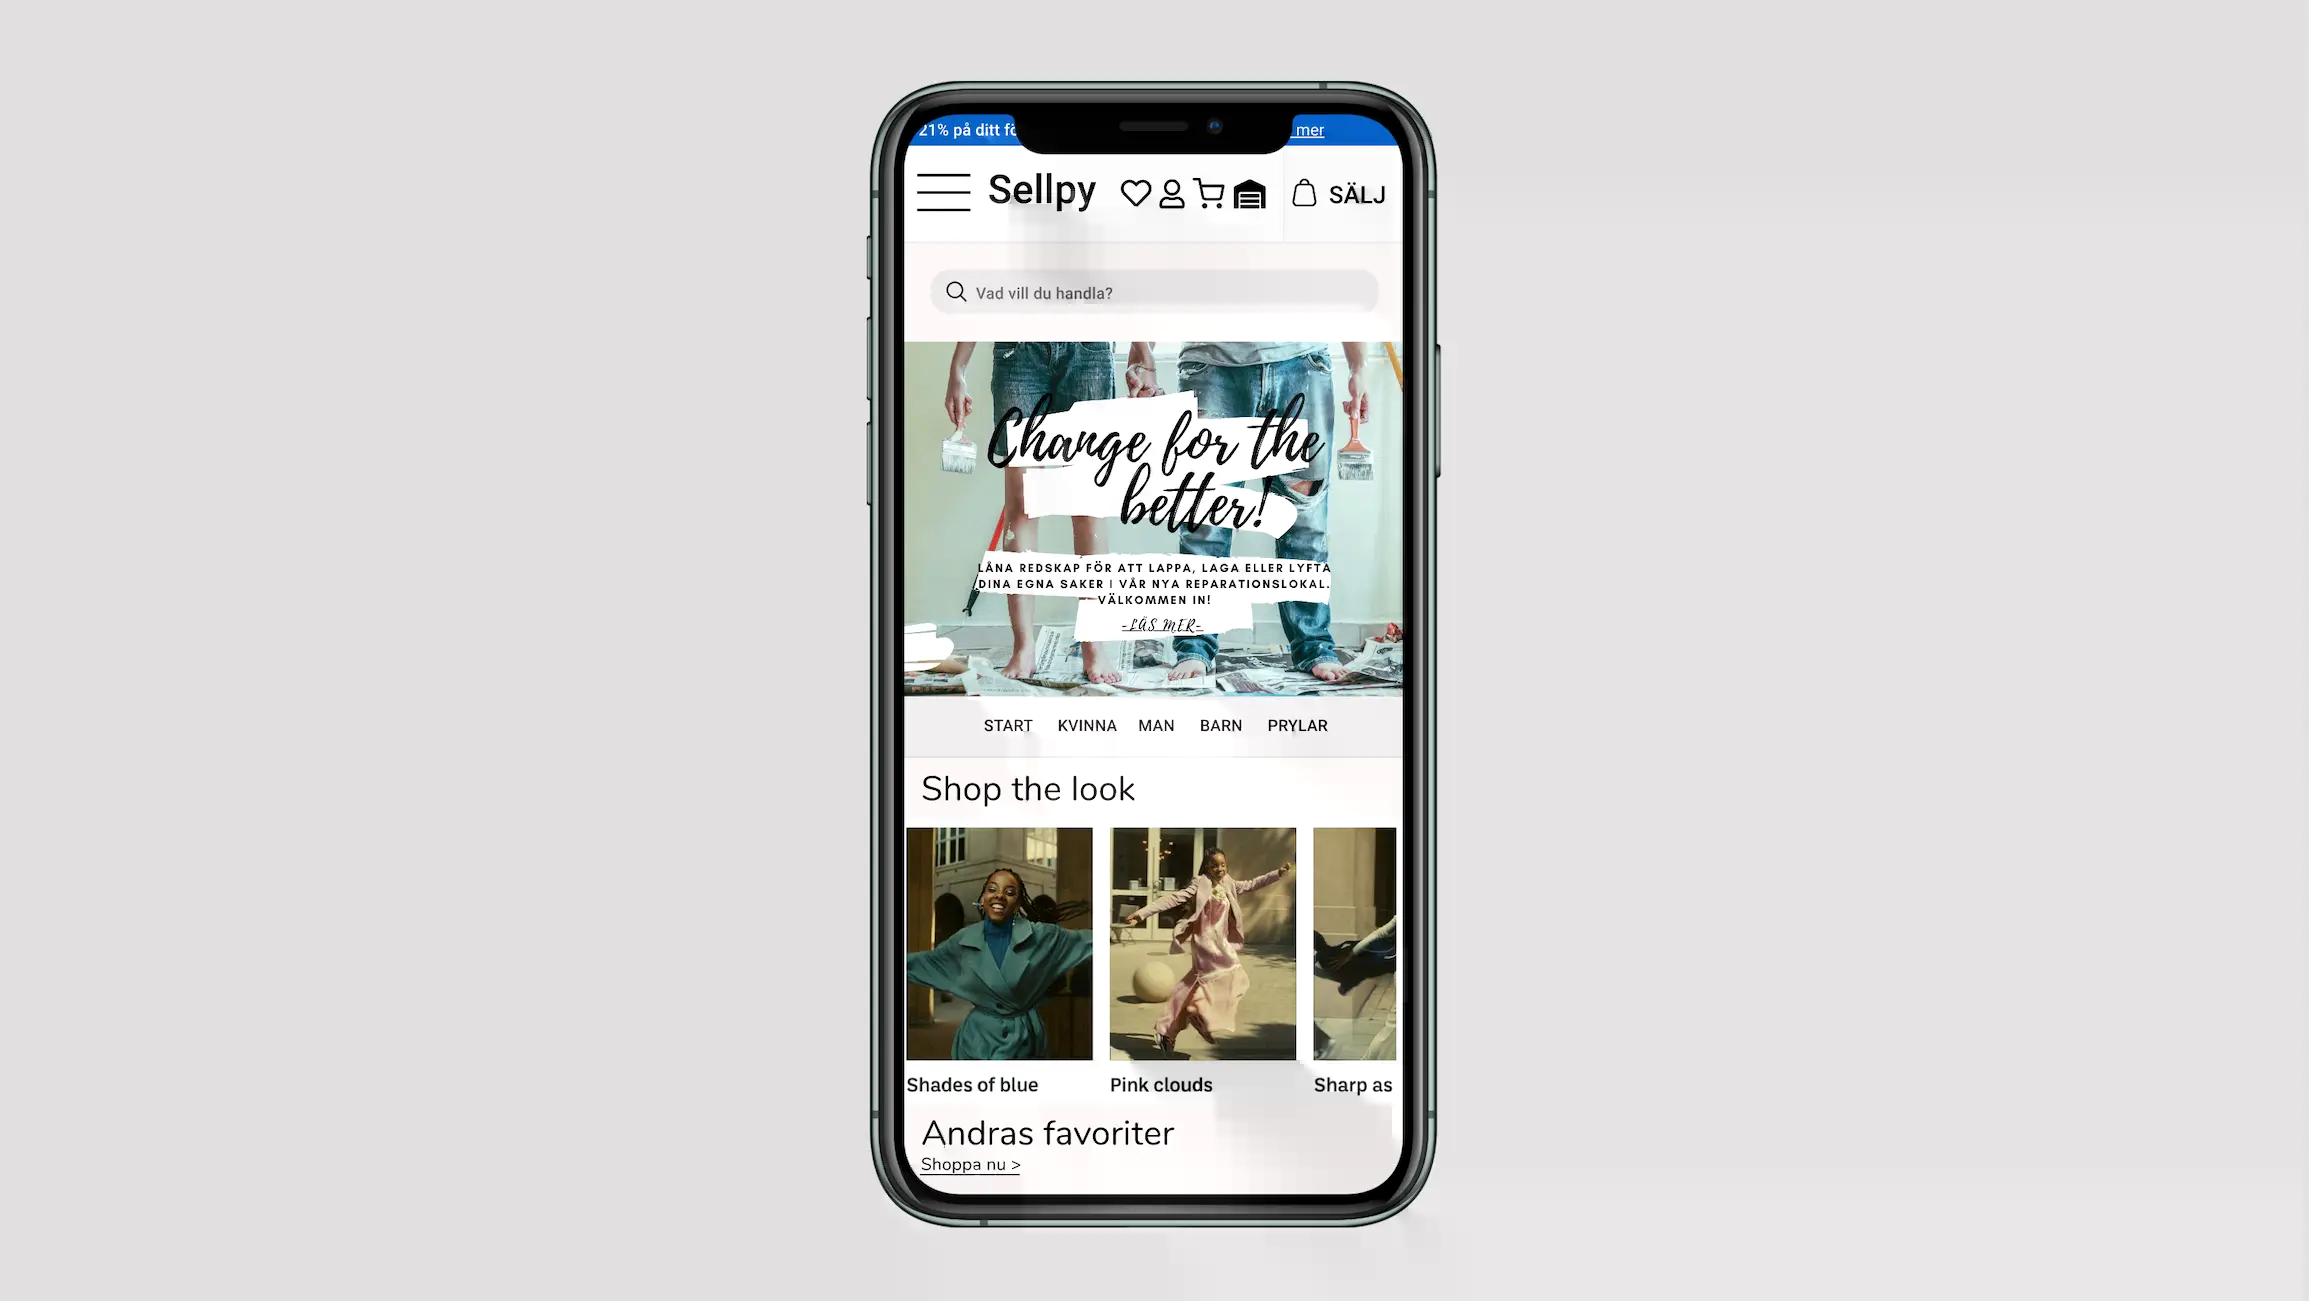 21% på ditt
mer
Sellpy
SÄLJ
Vad vill du handla?
Change for the
better!
LÅNA REDSKAP FÖR ATT LAPPA, LAGA ELLER LYFTA
DINA EGNA SAKER I VÅR NYA REPARATIONSLOKAL.
VÄLKOMMEN IN!
-LÄS MER-
START KVINNA MAN BARN PRYLAR
Shop the look
Shades of blue
Pink clouds
Sharp as
Andras favoriter
Shoppa nu >